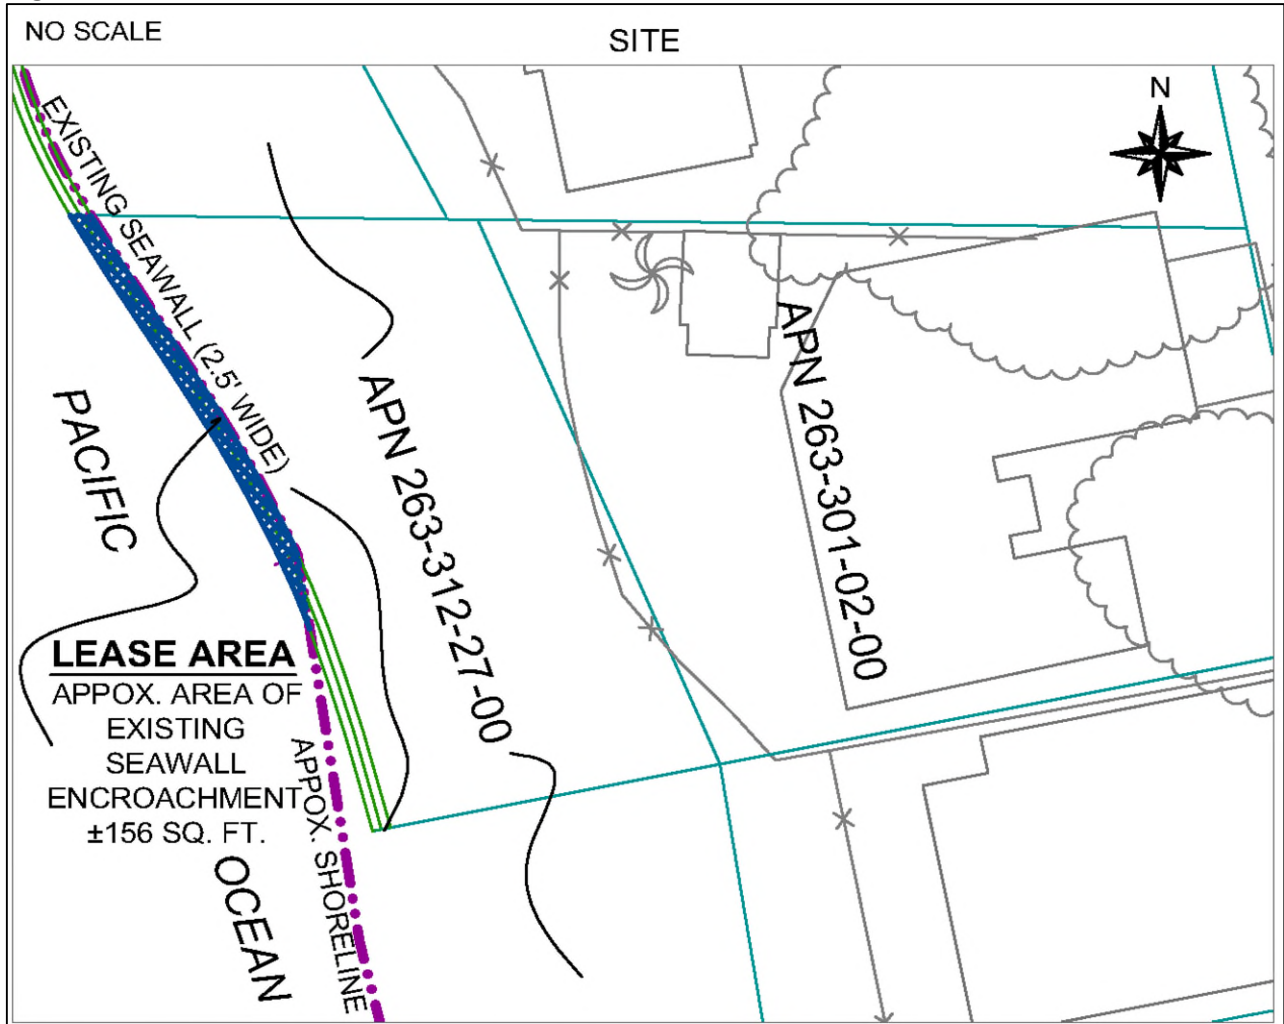 NO SCALE
SITE
N
EXISTING SEAWALL (2.5' WIDE)
APN 263-312-27-00
APN 263-301-02-00
PACIFIC
OCEAN
LEASE AREA
APPOX. AREA OF
EXISTING
SEAWALL
ENCROACHMENT
±156 SQ. FT.
APPOX. SHORELINE